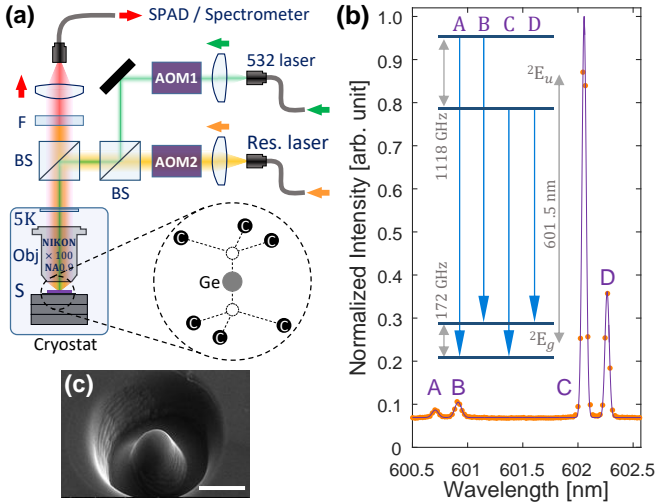 (a)
SPAD / Spectrometer
532 laser
AOM1
F
Res. laser
BS
AOM2
BS
5K
Obj
NIKON
× 100
NA0.9
S
Cryostat
Ge
C
C
C
C
C
C
(c)
(b)
Normalized Intensity [arb. unit]
1.0
0.9
0.8
0.7
0.6
0.5
0.4
0.3
0.2
0.1
0
600.5
601
601.5
602
602.5
Wavelength [nm]
A B C D
²Eᵤ
1118 GHz
601 .5 nm
172 GHz
²E_g
A
B
C
D